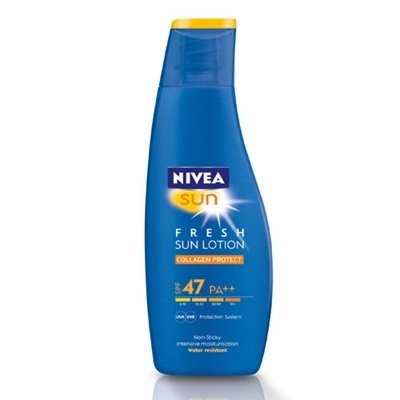 NIVEA
sun
FRESH
SUN LOTION
COLLAGEN PROTECT
SPF 47 PA++
UVA UVB Protection System
Non-Sticky
Intensive moisturisation
Water resistant